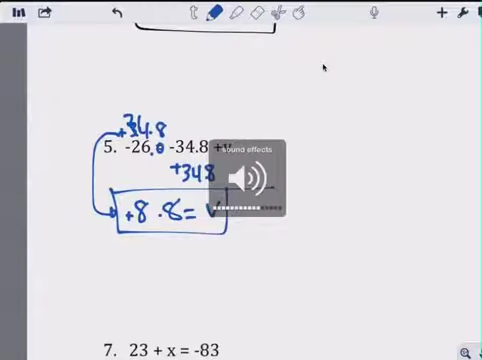 +34.8
5. -26.0 -34.8 +v
+34.8
+8.8 = v
7. 23 + x = -83
sound effects